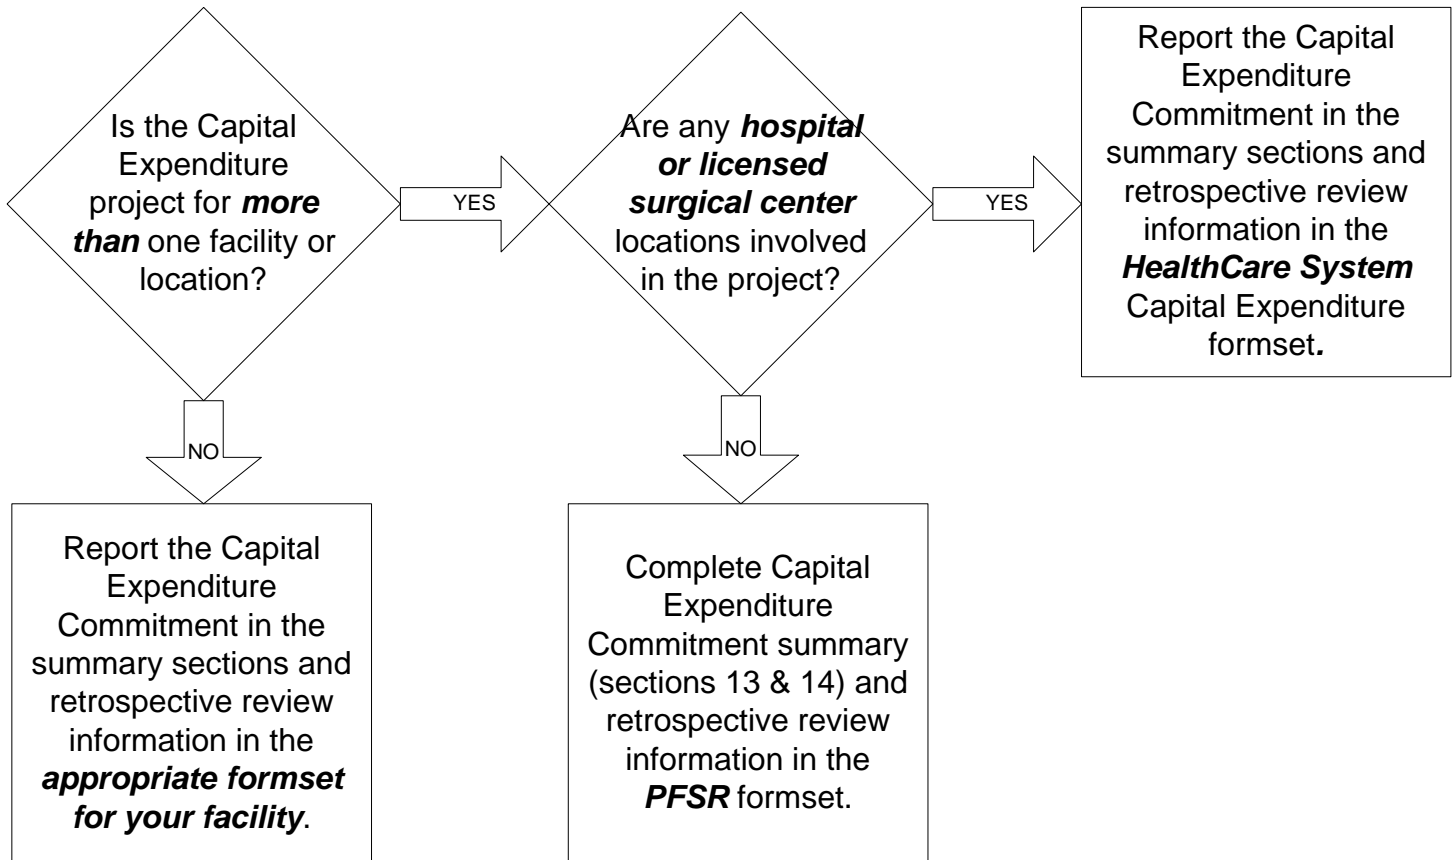 Is the Capital
Expenditure
project for more
than one facility or
location?
YES
Are any hospital
or licensed
surgical center
locations involved
in the project?
YES
Report the Capital
Expenditure
Commitment in the
summary sections and
retrospective review
information in the
HealthCare System
Capital Expenditure
formset.
NO
NO
Report the Capital
Expenditure
Commitment in the
summary sections and
retrospective review
information in the
appropriate formset
for your facility.
Complete Capital
Expenditure
Commitment summary
(sections 13 & 14) and
retrospective review
information in the
PFSR formset.